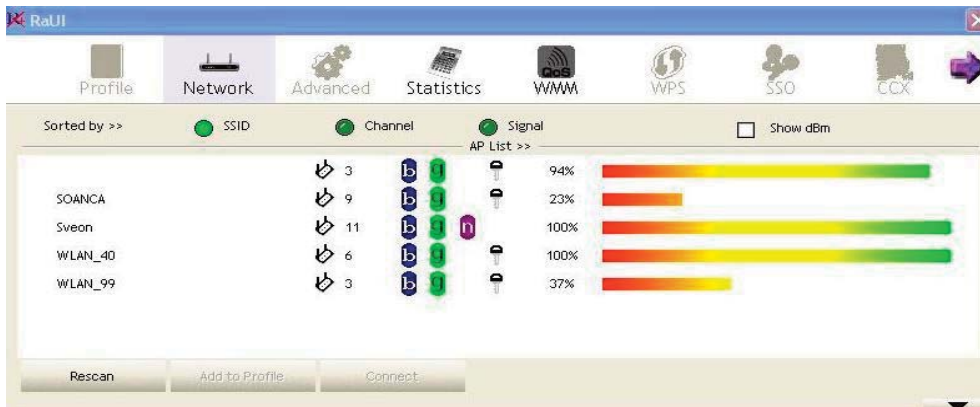 RaUI
Profile Network Advanced Statistics QoS WMM WPS SSO CCX
Sorted by >> SSID Channel Signal Show dBm
AP List >>
3 b g 94%
SOANCA 9 b g 23%
Sveon 11 b g n 100%
WLAN_40 6 b g 100%
WLAN_99 3 b g 37%
Rescan Add to Profile Connect